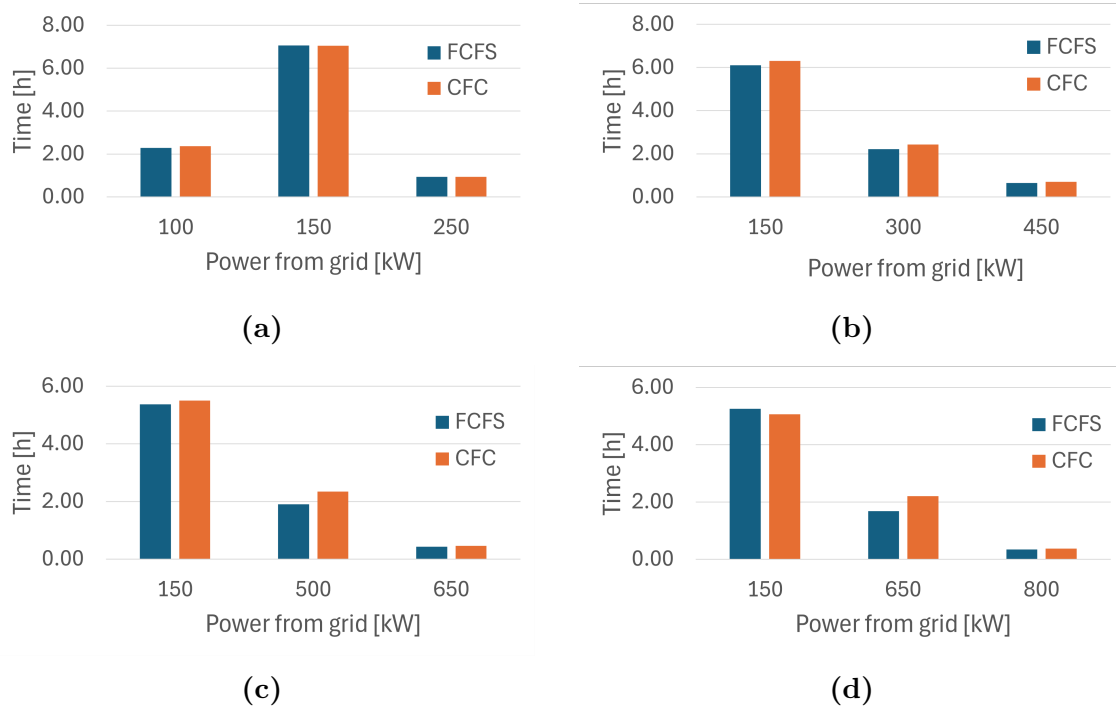 8.00
6.00
4.00
2.00
0.00
Time [h]
FCFS
CFC
100 150 250
Power from grid [kW]
(a)
8.00
6.00
4.00
2.00
0.00
Time [h]
FCFS
CFC
150 300 450
Power from grid [kW]
(b)
6.00
4.00
2.00
0.00
Time [h]
FCFS
CFC
150 500 650
Power from grid [kW]
(c)
6.00
4.00
2.00
0.00
Time [h]
FCFS
CFC
150 650 800
Power from grid [kW]
(d)